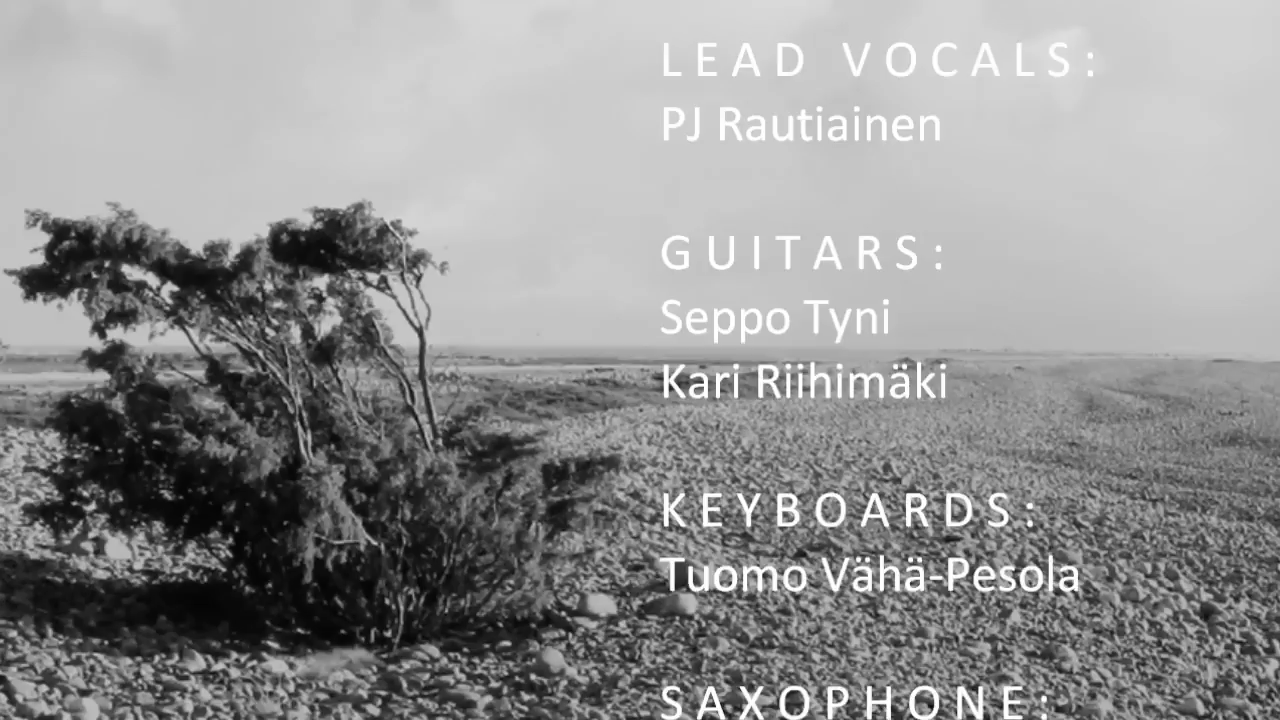 LEAD VOCALS:
PJ Rautiainen
GUITARS:
Seppo Tyni
Kari Riihimäki
KEYBOARDS:
Tuomo Vähä-Pesola
SAXOPHONE: